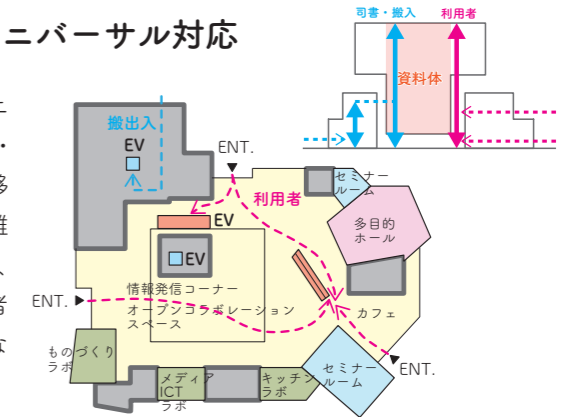 ニバーサル対応
司書・搬入
利用者
資料体
搬出入
EV
ENT.
利用者
EV
EV
セミナー
ルーム
多目的
ホール
情報発信コーナー
オープンコラボレーション
スペース
カフェ
ENT.
ENT.
ものづくり
ラボ
メディア
ICT
ラボ
キッチン
ラボ
セミナー
ルーム